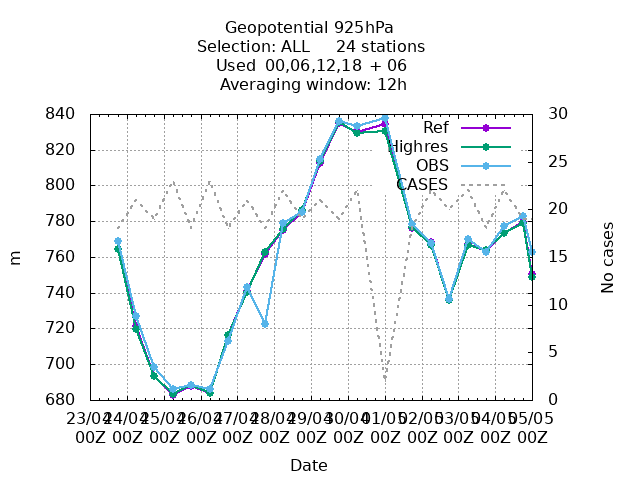 Geopotential 925hPa
Selection: ALL 24 stations
Used 00,06,12,18 + 06
Averaging window: 12h
840 30
Ref
820 Highres
25
OBS
800 CASES
20
780
760 15
m
No cases
740 10
720
700 5
680 0
23/04 24/04 25/04 26/04 27/04 28/04 29/04 30/04 01/05 02/05 03/05 04/05 05/05
00Z 00Z 00Z 00Z 00Z 00Z 00Z 00Z 00Z 00Z 00Z 00Z 00Z
Date